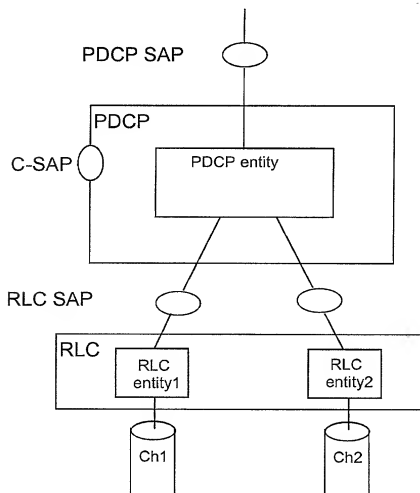 PDCP SAP
PDCP
PDCP entity
C-SAP
RLC SAP
RLC
RLC
entity1
RLC
entity2
Ch1
Ch2